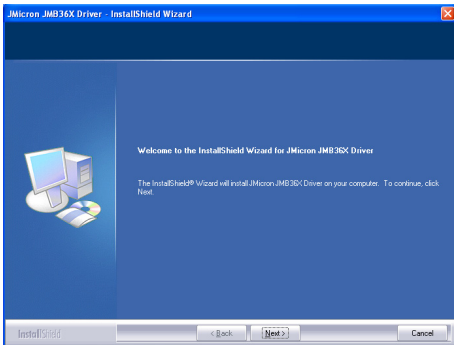 JMicron JMB36X Driver - InstallShield Wizard
Welcome to the InstallShield Wizard for JMicron JMB36X Driver
The InstallShield® Wizard will install JMicron JMB36X Driver on your computer. To continue, click
Next.
InstallShield
< Back
Next >
Cancel